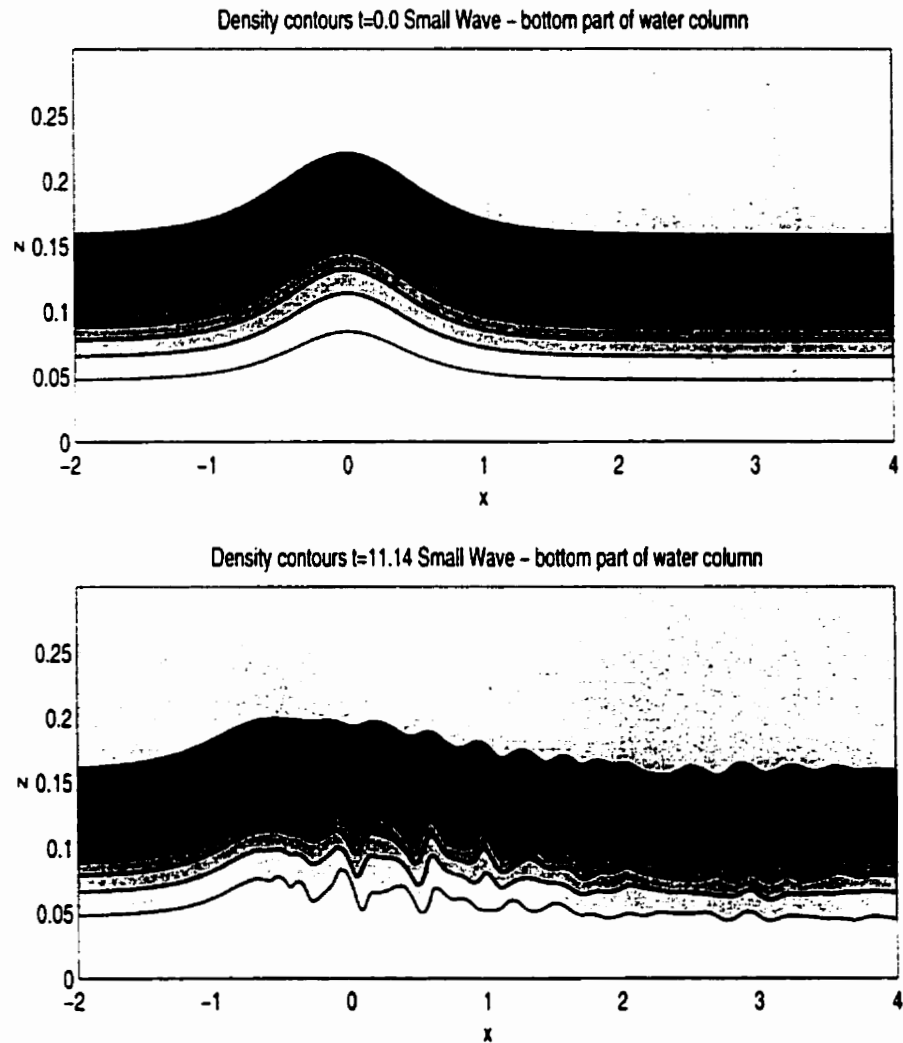 Density contours t=0.0 Small Wave – bottom part of water column
0.25
0.2
z 0.15
0.1
0.05
0
-2 -1 0 1 2 3 4
x
Density contours t=11.14 Small Wave – bottom part of water column
0.25
0.2
z 0.15
0.1
0.05
0
-2 -1 0 1 2 3 4
x